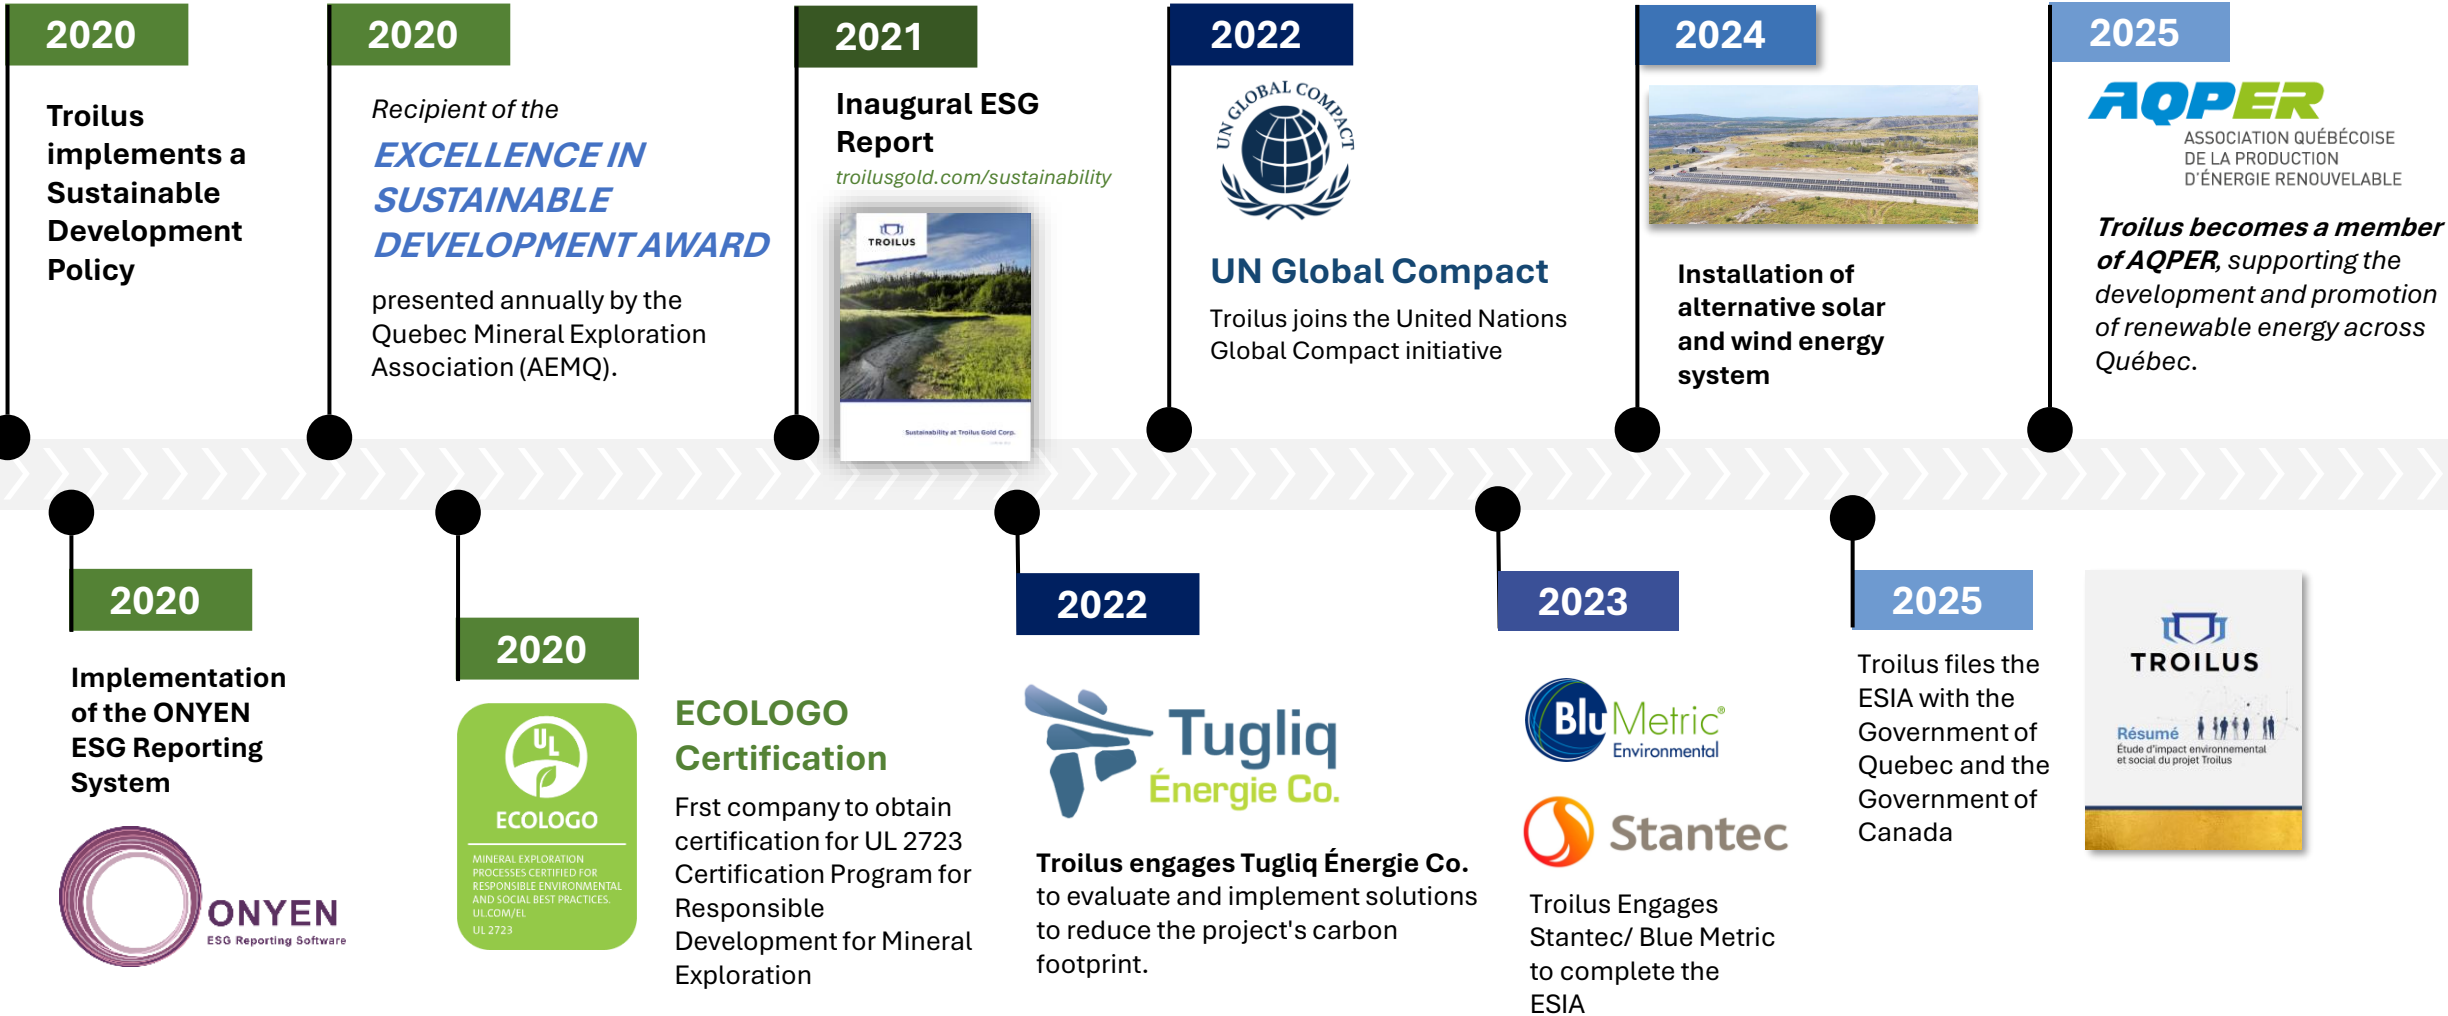 2020
Troilus
implements a
Sustainable
Development
Policy
2020
Recipient of the
EXCELLENCE IN
SUSTAINABLE
DEVELOPMENT AWARD
presented annually by the
Quebec Mineral Exploration
Association (AEMQ).
2021
Inaugural ESG
Report
troilusgold.com/sustainability
TROILUS
Sustainability at Troilus Gold Corp.
2022
UN GLOBAL COMPACT
UN Global Compact
Troilus joins the United Nations
Global Compact initiative
2024
Installation of
alternative solar
and wind energy
system
2025
AQPER
ASSOCIATION QUÉBÉCOISE
DE LA PRODUCTION
D'ÉNERGIE RENOUVELABLE
Troilus becomes a member
of AQPER, supporting the
development and promotion
of renewable energy across
Québec.
2020
Implementation
of the ONYEN
ESG Reporting
System
ONYEN
ESG Reporting Software
2020
UL
ECOLOGO
MINERAL EXPLORATION
PROCESSES CERTIFIED FOR
RESPONSIBLE ENVIRONMENTAL
AND SOCIAL BEST PRACTICES.
UL.COM/EL
UL 2723
ECOLOGO
Certification
Frst company to obtain
certification for UL 2723
Certification Program for
Responsible
Development for Mineral
Exploration
2022
Tugliq
Énergie Co.
Troilus engages Tugliq Énergie Co.
to evaluate and implement solutions
to reduce the project's carbon
footprint.
2023
BluMetric®
Environmental
Stantec
Troilus Engages
Stantec/ Blue Metric
to complete the
ESIA
2025
Troilus files the
ESIA with the
Government of
Quebec and the
Government of
Canada
TROILUS
Résumé
Étude d'impact environnemental
et social du projet Troilus